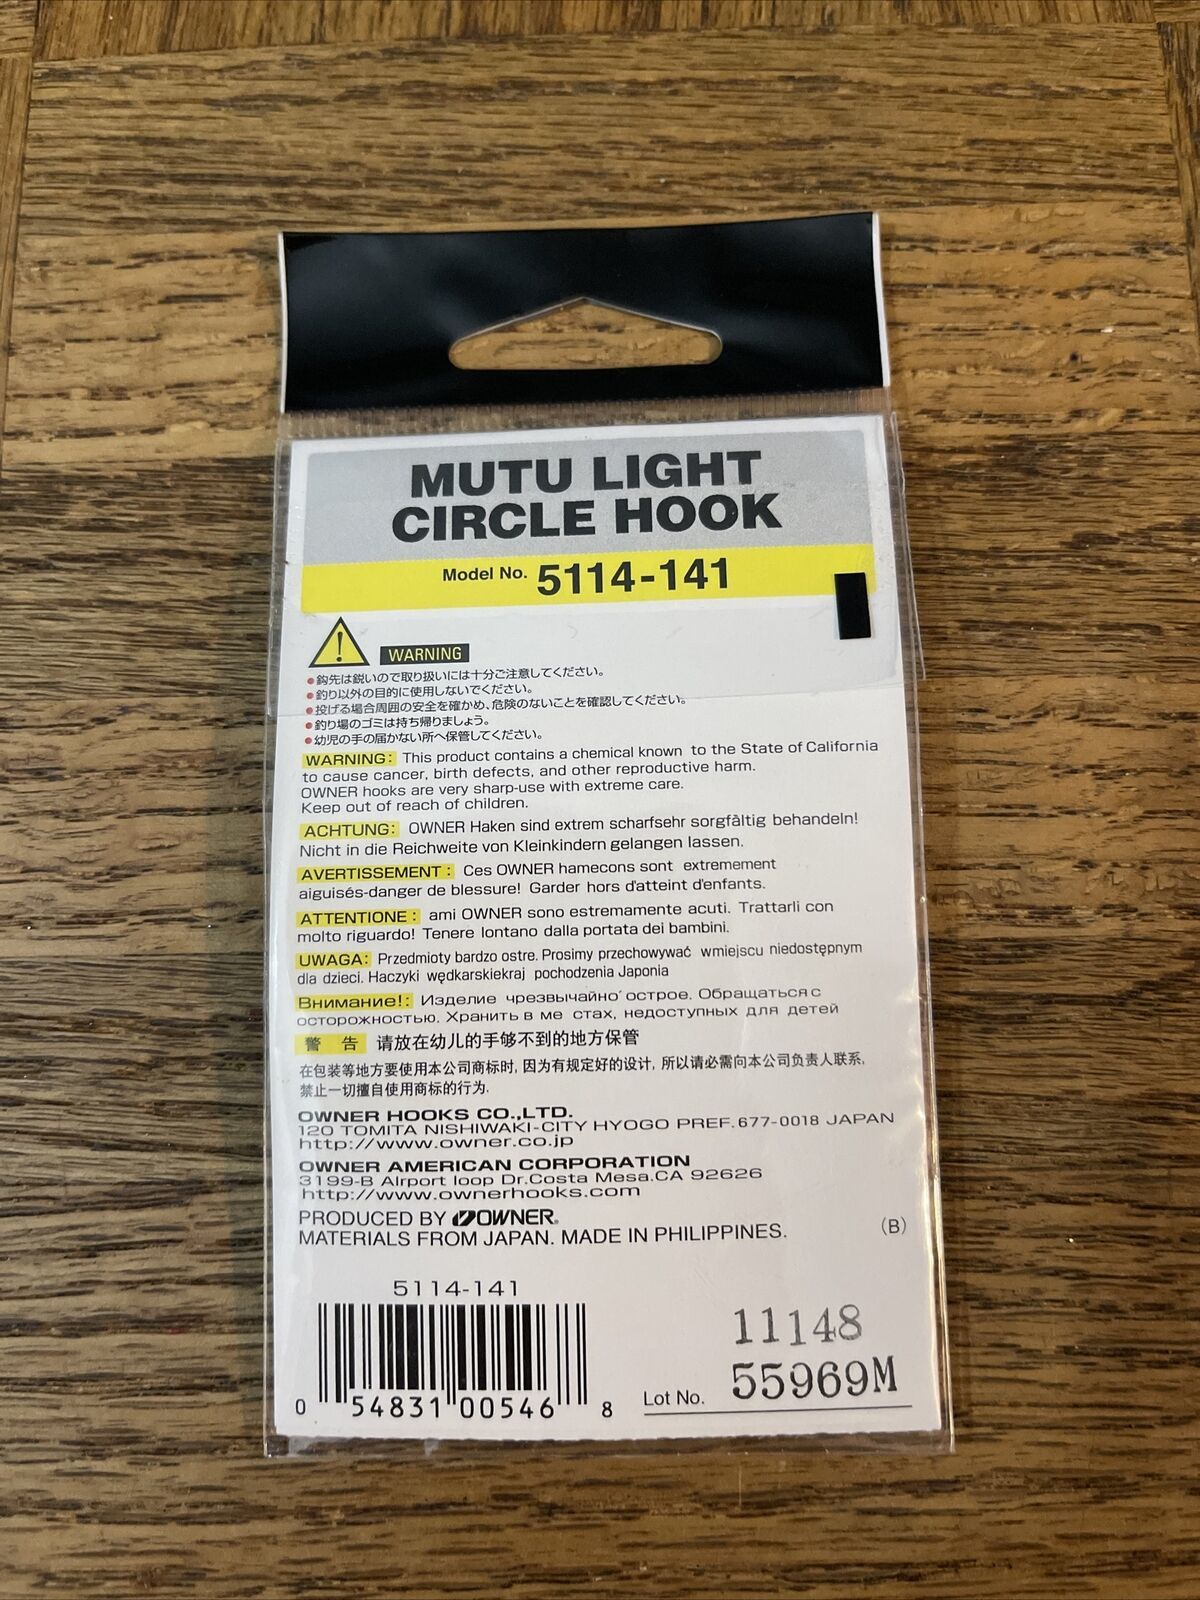 MUTU LIGHT
CIRCLE HOOK
Model No. 5114-141
WARNING
●鈎先は鋭いので取り扱いには十分ご注意してください。
●釣り以外の目的に使用しないでください。
●投げる場合周囲の安全を確かめ、危険のないことを確認してください。
●釣り場のゴミは持ち帰りましょう。
●幼児の手の届かない所へ保管してください。
WARNING: This product contains a chemical known to the State of California
to cause cancer, birth defects, and other reproductive harm.
OWNER hooks are very sharp-use with extreme care.
Keep out of reach of children.
ACHTUNG: OWNER Haken sind extrem scharfsehr sorgfåltig behandeln!
Nicht in die Reichweite von Kleinkindern gelangen lassen.
AVERTISSEMENT: Ces OWNER hamecons sont extremement
aiguisés-danger de blessure! Garder hors d'atteint d'enfants.
ATTENTIONE: ami OWNER sono estremamente acuti. Trattarli con
molto riguardo! Tenere lontano dalla portata dei bambini.
UWAGA: Przedmioty bardzo ostre. Prosimy przechowywać wmiejscu niedostępnym
dla dzieci. Haczyki wędkarskiekraj pochodzenia Japonia
Внимание!: Изделие чрезвычайно острое. Обращаться с
осторожностью. Хранить в ме стах, недоступных для детей
警 告 请放在幼儿的手够不到的地方保管
在包装等地方要使用本公司商标时, 因为有规定好的设计, 所以请必需向本公司负责人联系,
禁止一切擅自使用商标的行为.
OWNER HOOKS CO.,LTD.
120 TOMITA NISHIWAKI-CITY HYOGO PREF.677-0018 JAPAN
http://www.owner.co.jp
OWNER AMERICAN CORPORATION
3199-B AIrport loop Dr.Costa Mesa.CA 92626
http://www.ownerhooks.com
PRODUCED BY OWNER®
MATERIALS FROM JAPAN. MADE IN PHILIPPINES.
(B)
5114-141
0 54831 00546 8
11148
Lot No. 55969M